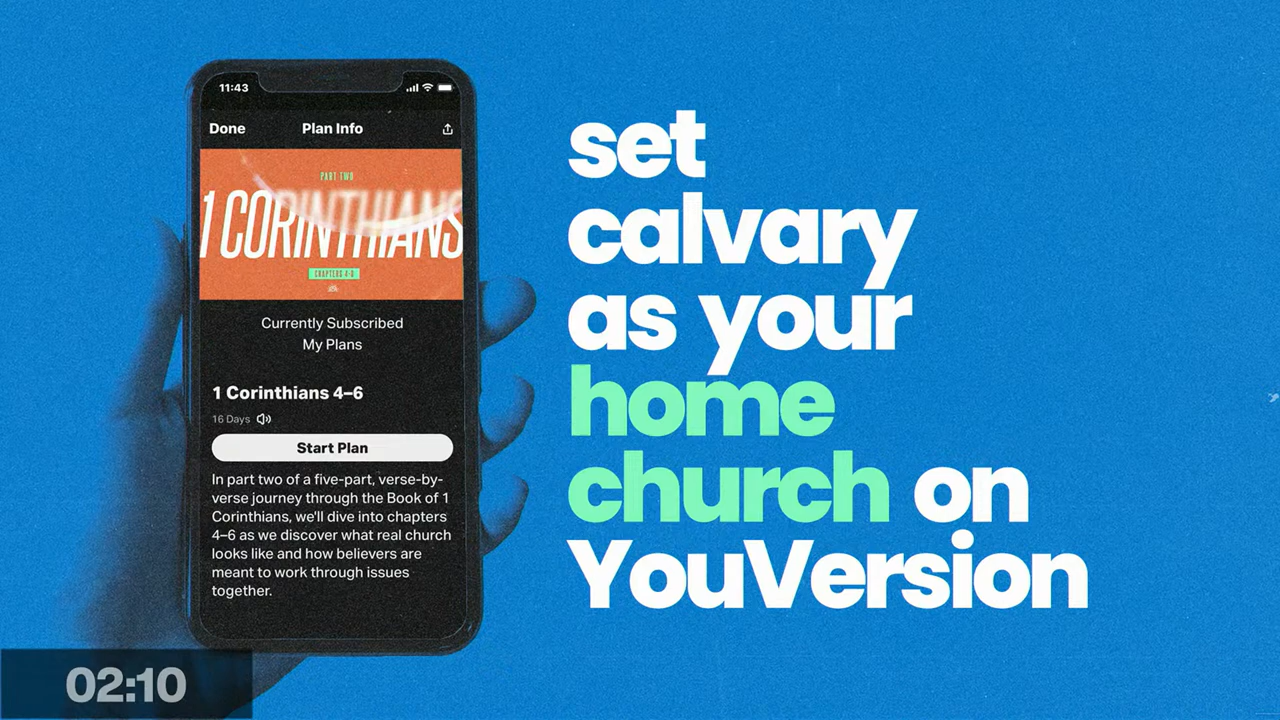 11:43
Done
Plan Info
PART TWO
1 CORINTHIANS
CHAPTERS 4-6
Currently Subscribed
My Plans
1 Corinthians 4–6
16 Days
Start Plan
In part two of a five-part, verse-by-
verse journey through the Book of 1
Corinthians, we'll dive into chapters
4–6 as we discover what real church
looks like and how believers are
meant to work through issues
together.
set
calvary
as your
home
church on
YouVersion
02:10